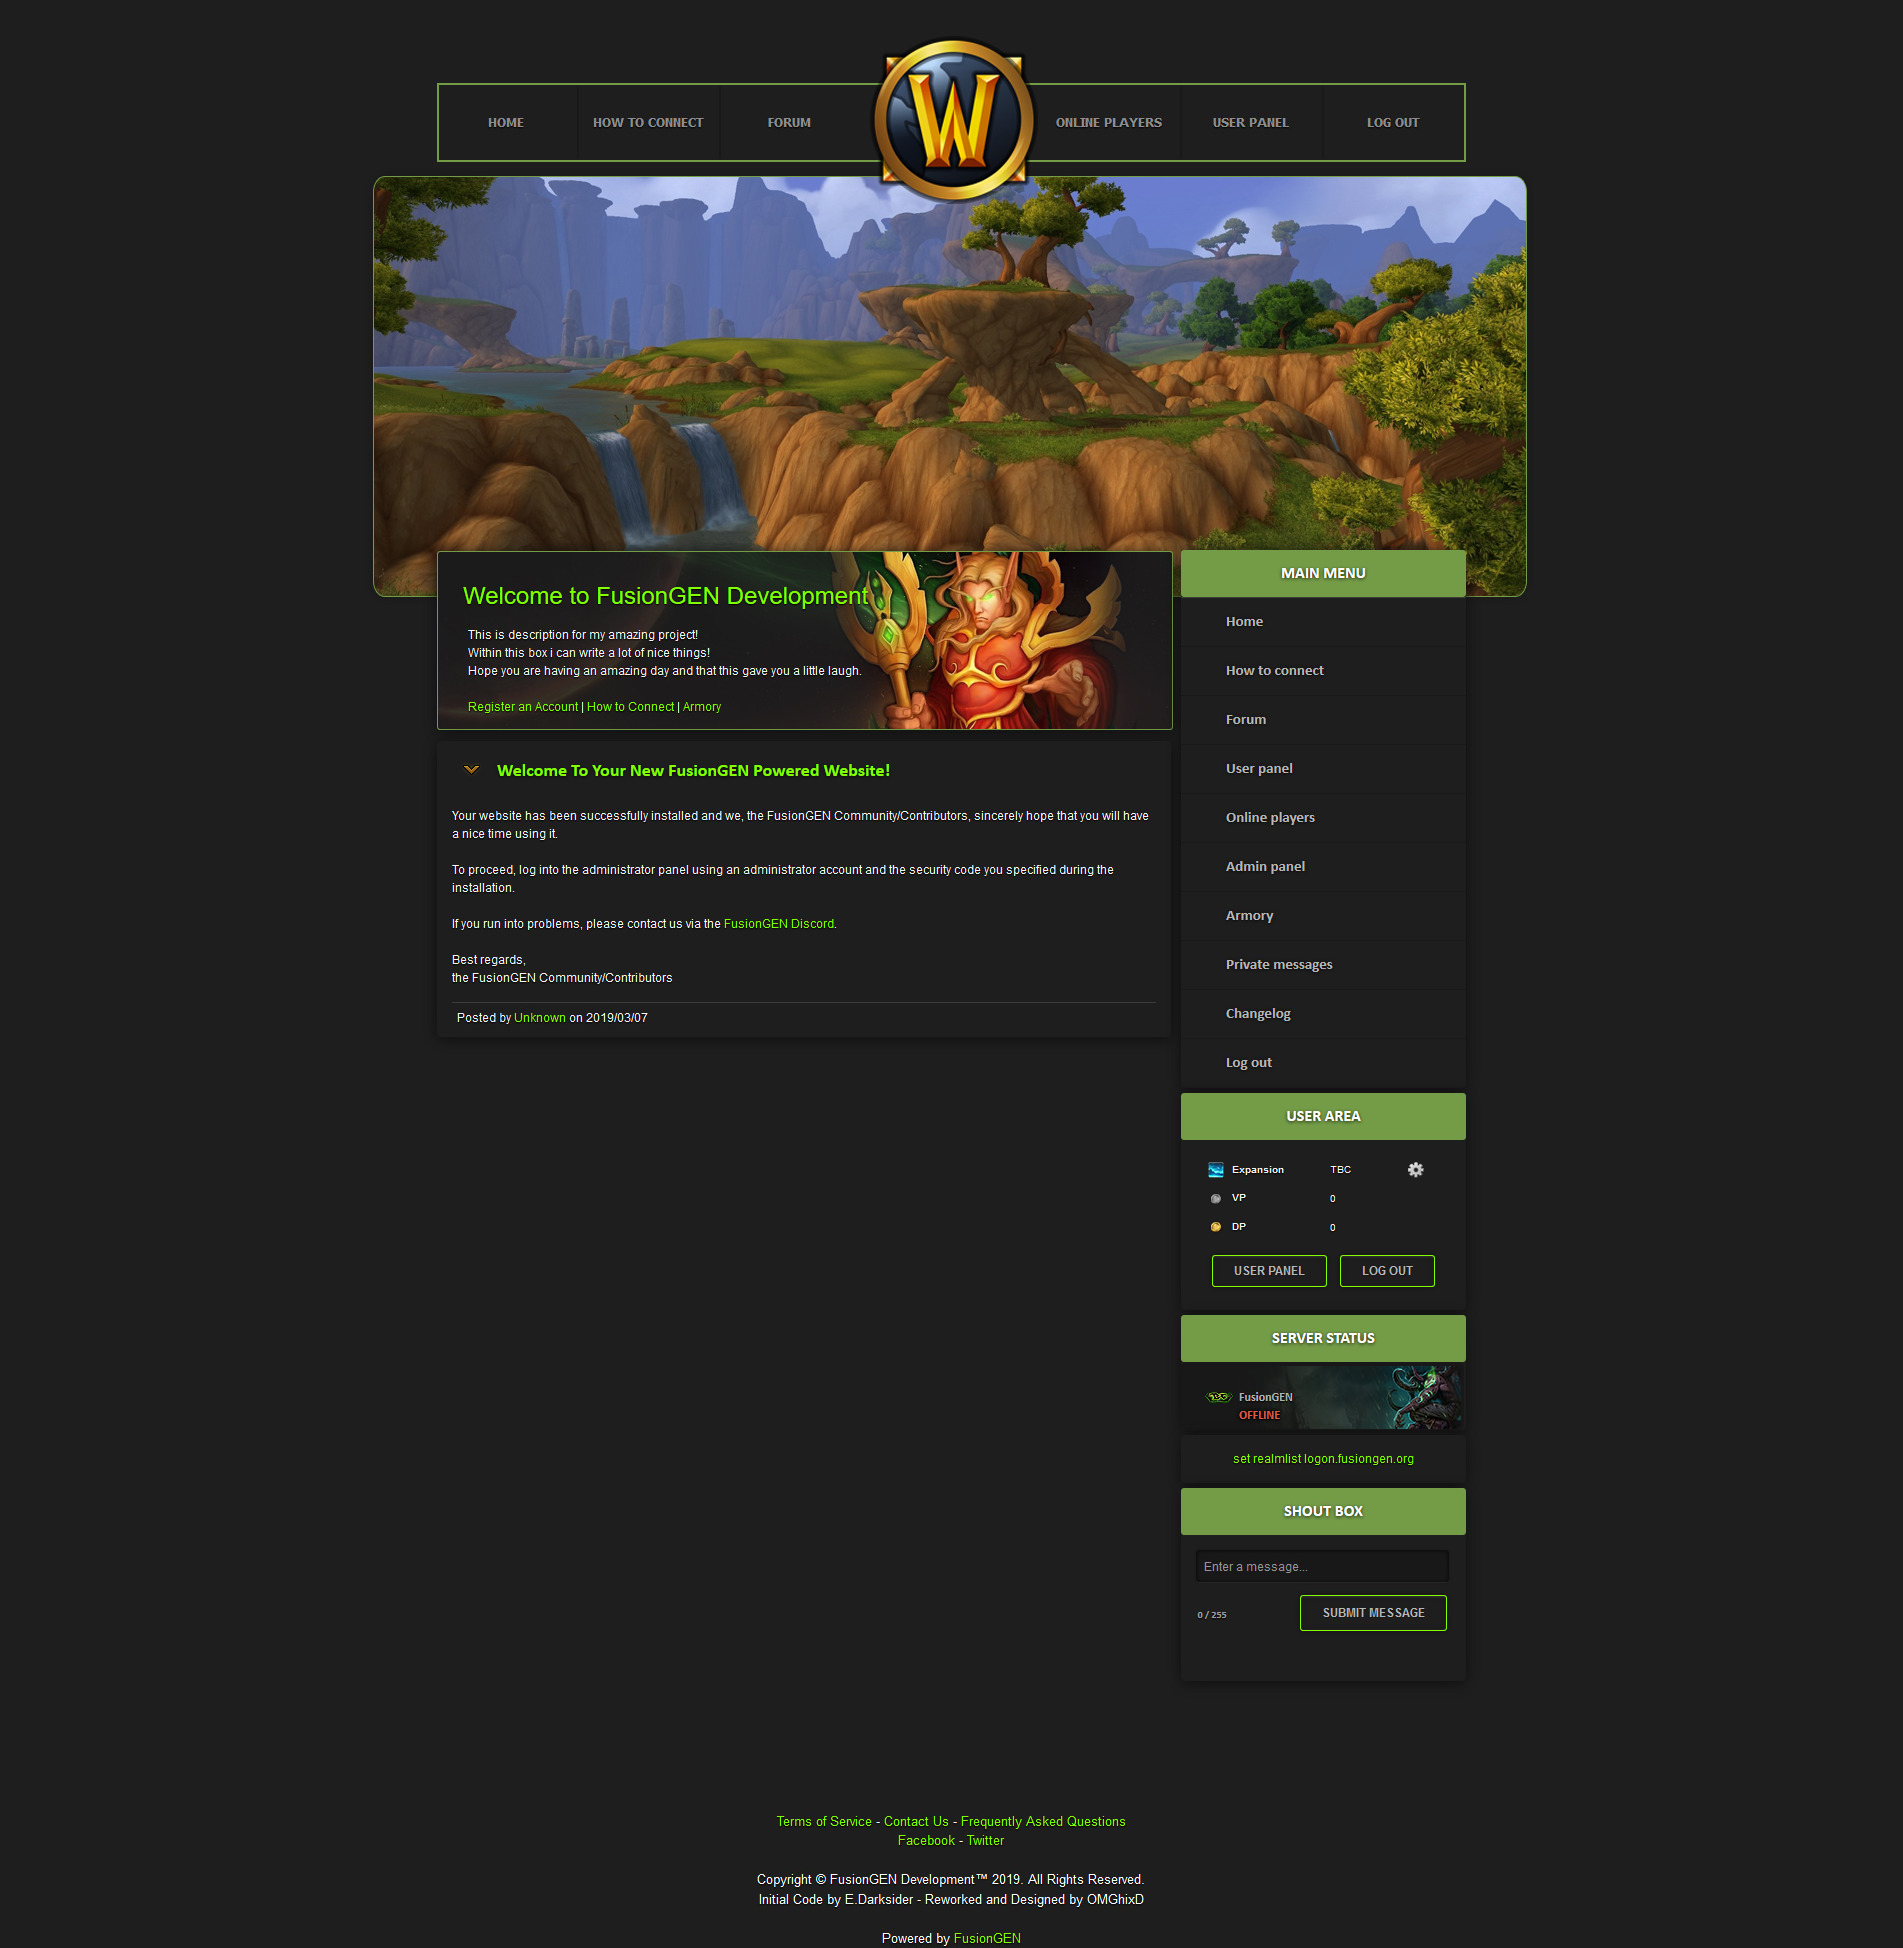 HOME
HOW TO CONNECT
FORUM
W
ONLINE PLAYERS
USER PANEL
LOG OUT
Welcome to FusionGEN Development
This is description for my amazing project!
Within this box i can write a lot of nice things!
Hope you are having an amazing day and that this gave you a little laugh.
Register an Account | How to Connect | Armory
Welcome To Your New FusionGEN Powered Website!
Your website has been successfully installed and we, the FusionGEN Community/Contributors, sincerely hope that you will have
a nice time using it.
To proceed, log into the administrator panel using an administrator account and the security code you specified during the
installation.
If you run into problems, please contact us via the FusionGEN Discord.
Best regards,
the FusionGEN Community/Contributors
Posted by Unknown on 2019/03/07
MAIN MENU
Home
How to connect
Forum
User panel
Online players
Admin panel
Armory
Private messages
Changelog
Log out
USER AREA
Expansion TBC
VP 0
DP 0
USER PANEL
LOG OUT
SERVER STATUS
BC FusionGEN
OFFLINE
set realmlist logon.fusiongen.org
SHOUT BOX
Enter a message...
0 / 255
SUBMIT MESSAGE
Terms of Service - Contact Us - Frequently Asked Questions
Facebook - Twitter
Copyright © FusionGEN Development™ 2019. All Rights Reserved.
Initial Code by E.Darksider - Reworked and Designed by OMGhixD
Powered by FusionGEN